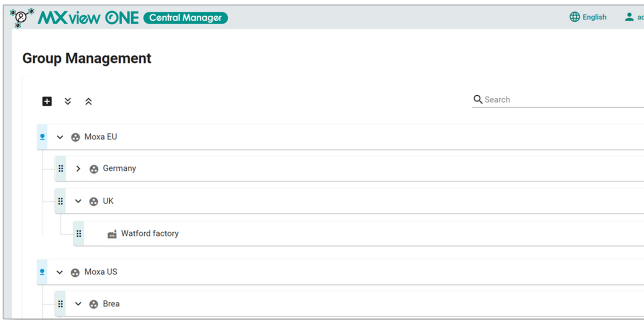 MXview ONE Central Manager
English
Group Management
Search
Moxa EU
Germany
UK
Watford factory
Moxa US
Brea